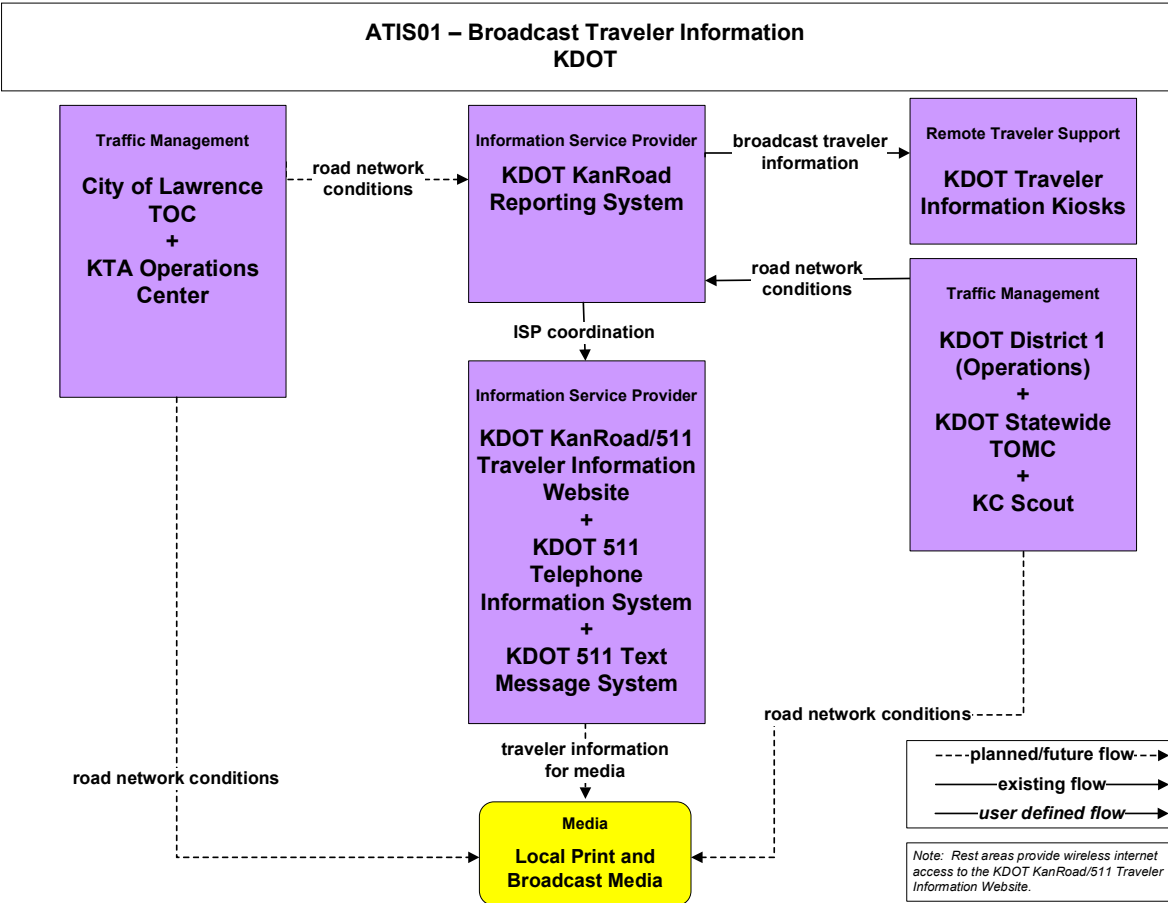 ATIS01 – Broadcast Traveler Information
KDOT
Traffic Management
City of Lawrence
TOC
+
KTA Operations
Center
road network
conditions
Information Service Provider
KDOT KanRoad
Reporting System
broadcast traveler
information
Remote Traveler Support
KDOT Traveler
Information Kiosks
road network
conditions
Traffic Management
KDOT District 1
(Operations)
+
KDOT Statewide
TOMC
+
KC Scout
ISP coordination
Information Service Provider
KDOT KanRoad/511
Traveler Information
Website
+
KDOT 511
Telephone
Information System
+
KDOT 511 Text
Message System
road network conditions
traveler information
for media
road network conditions
Media
Local Print and
Broadcast Media
planned/future flow
existing flow
user defined flow
Note: Rest areas provide wireless internet
access to the KDOT KanRoad/511 Traveler
Information Website.